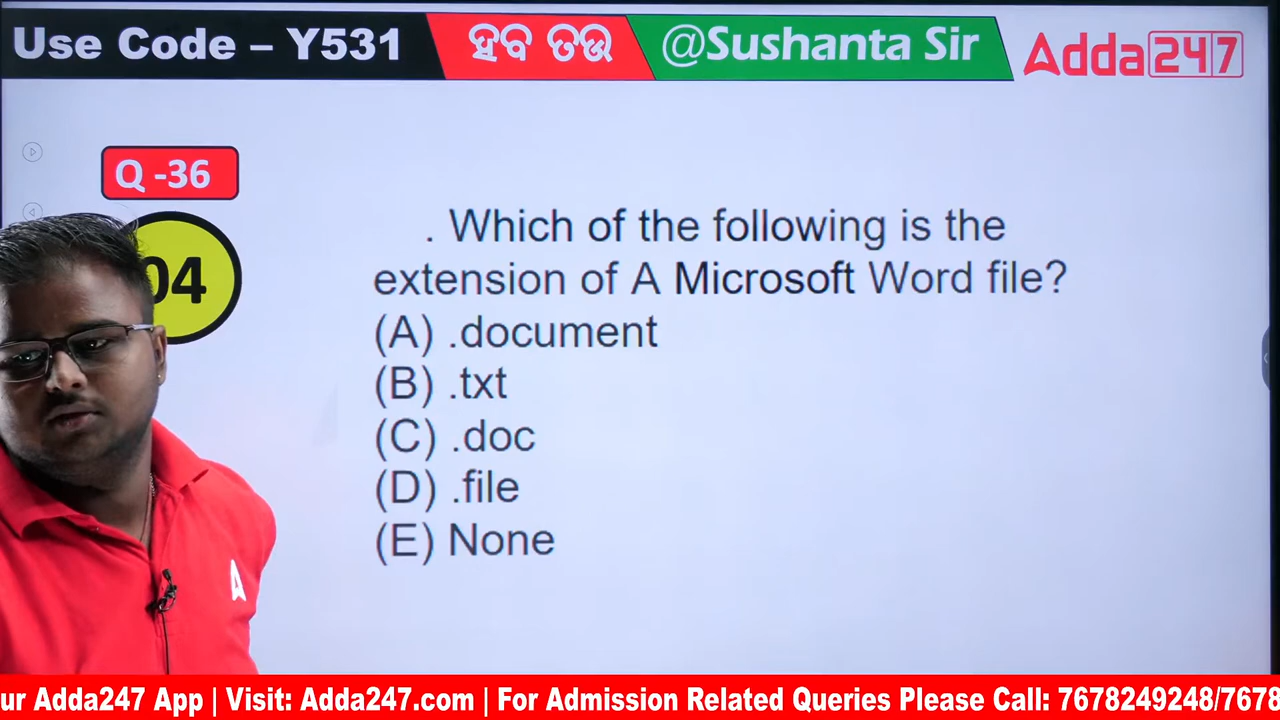 Use Code – Y531
ହବ ତଉ
@Sushanta Sir
Adda247
Q -36
04
. Which of the following is the
extension of A Microsoft Word file?
(A) .document
(B) .txt
(C) .doc
(D) .file
(E) None
ur Adda247 App | Visit: Adda247.com | For Admission Related Queries Please Call: 7678249248/7678